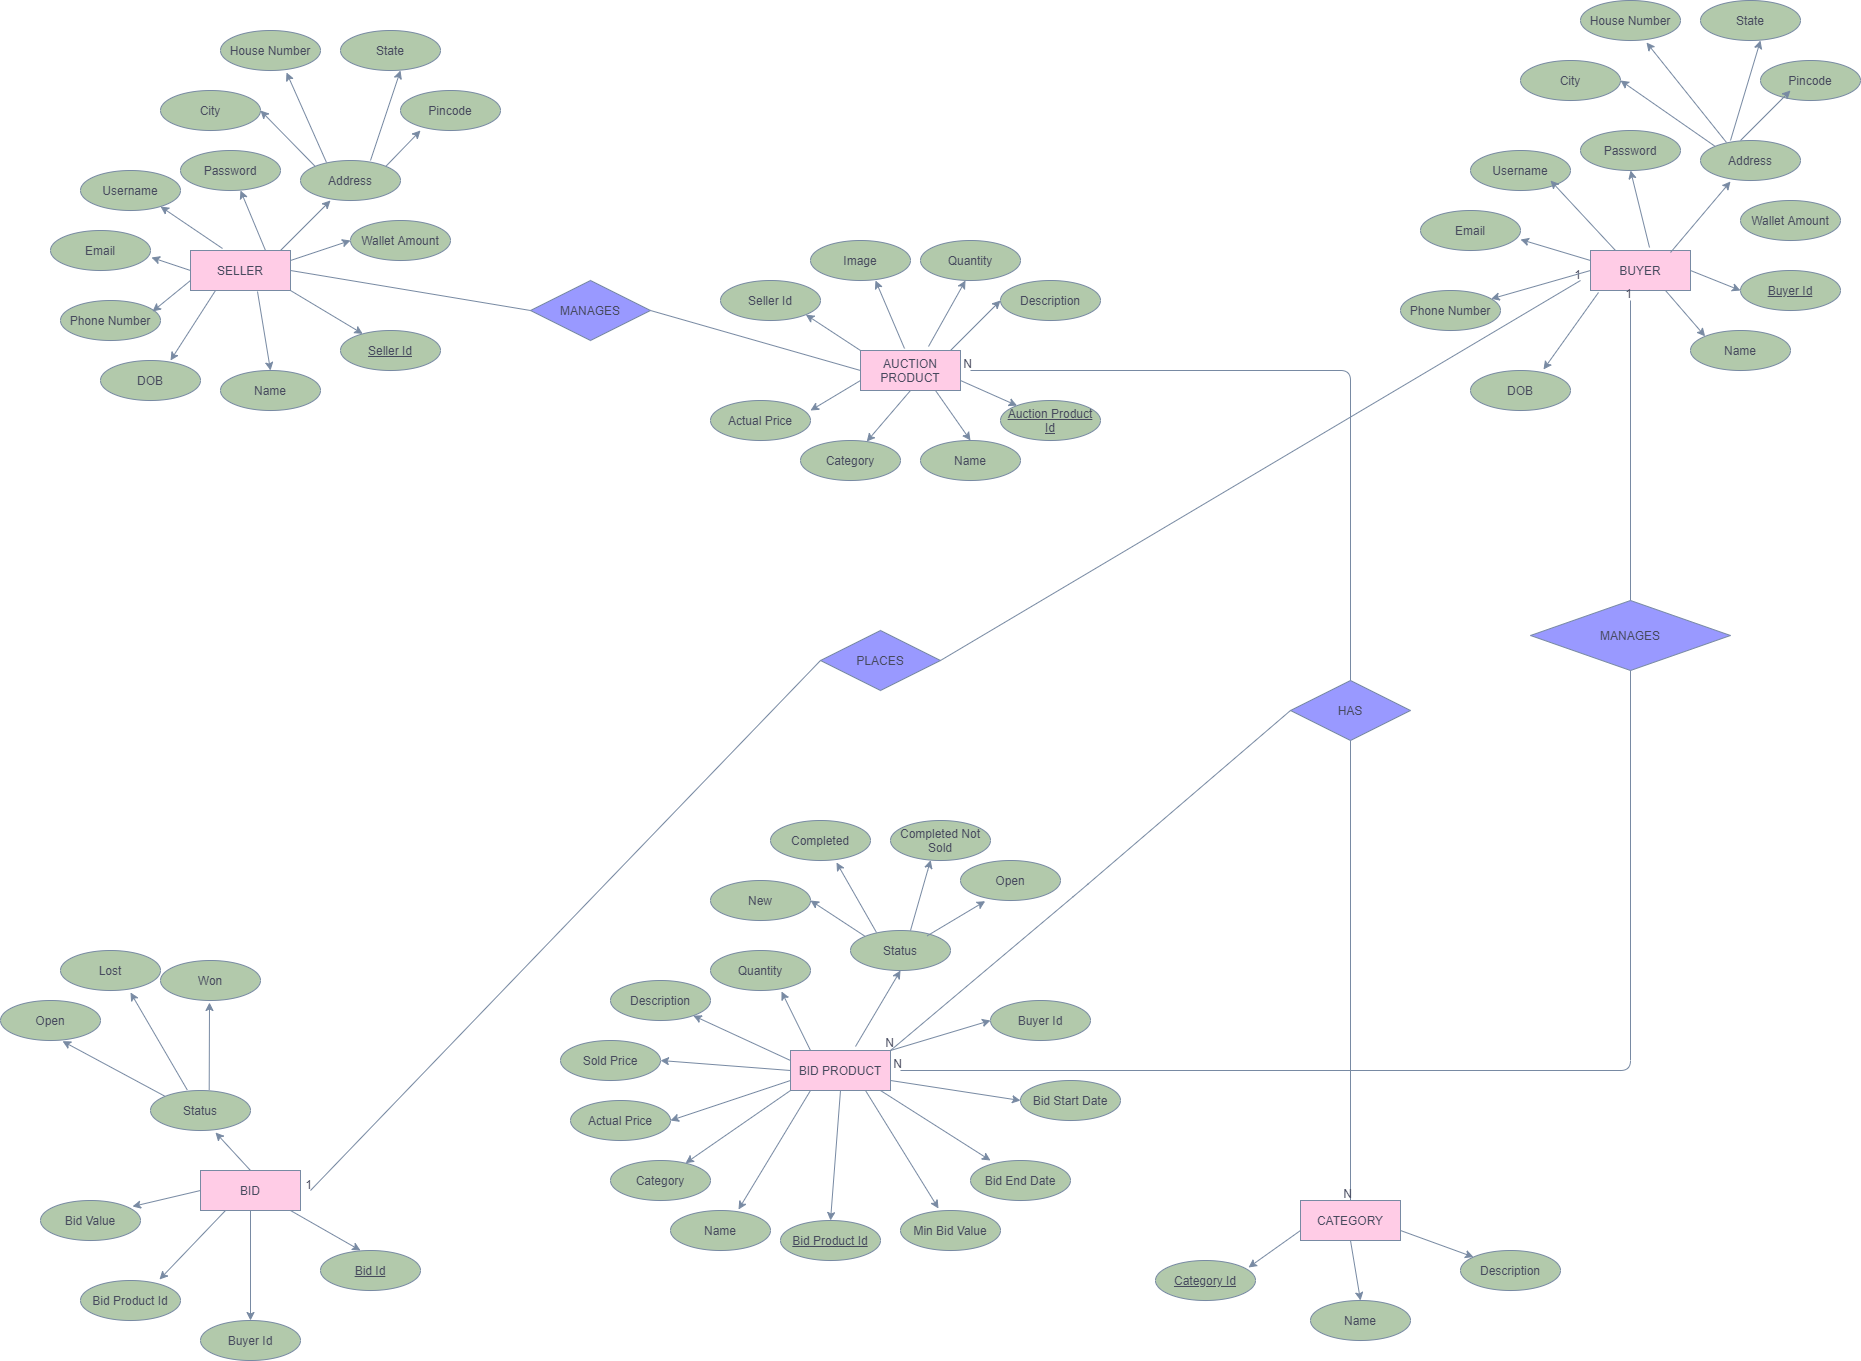 House Number
State
City
Pincode
Password
Username
Address
Email
Wallet Amount
SELLER
Phone Number
Seller Id
DOB
Name
MANAGES
Image
Quantity
Seller Id
Description
AUCTION
PRODUCT
N
Actual Price
Auction Product
Id
Category
Name
House Number
State
City
Pincode
Password
Username
Address
Email
Wallet Amount
BUYER
1
1
Buyer Id
Phone Number
Name
DOB
MANAGES
PLACES
HAS
Completed
Completed Not
Sold
Open
New
Status
Quantity
Description
Buyer Id
Sold Price
N
N
BID PRODUCT
Bid Start Date
Actual Price
Category
Bid End Date
Name
Bid Product Id
Min Bid Value
Lost
Won
Open
Status
BID
1
Bid Value
Bid Id
Bid Product Id
Buyer Id
N
CATEGORY
Category Id
Description
Name